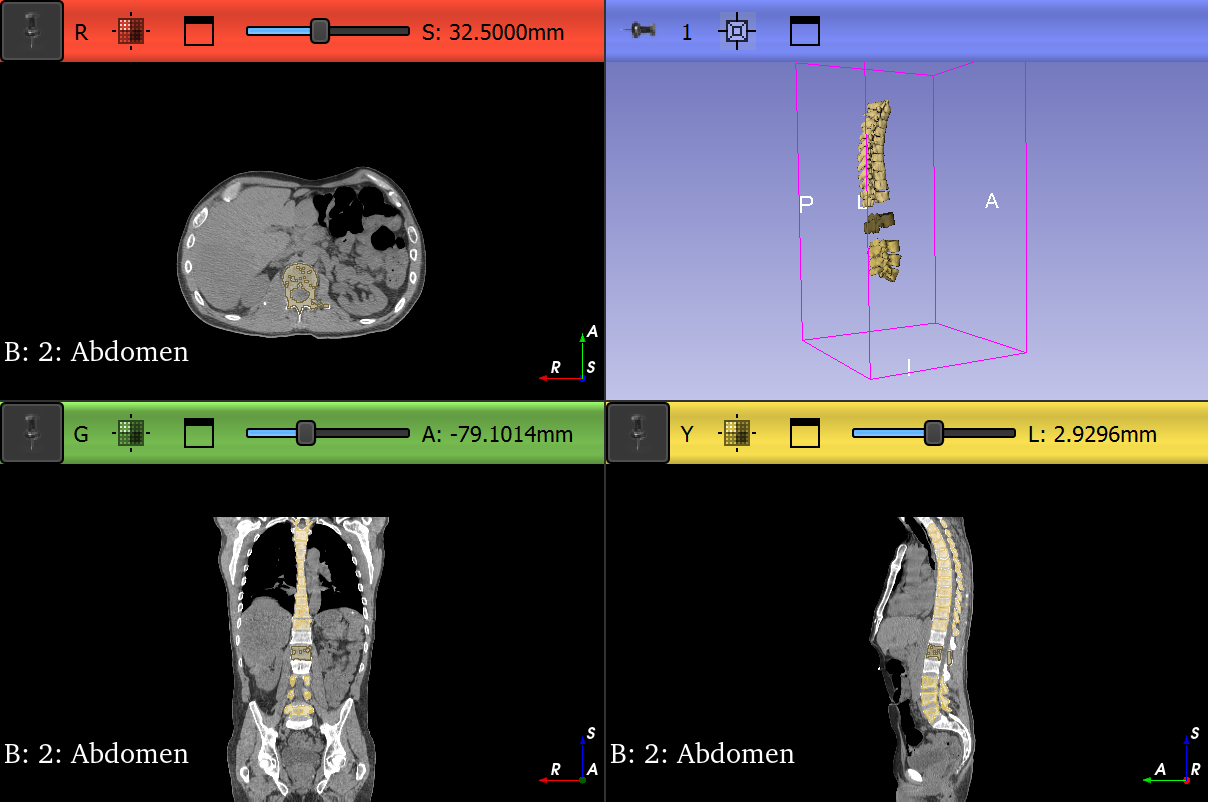 R S: 32.5000mm
1
P L A
I
B: 2: Abdomen
A
R S
G A: -79.1014mm
Y L: 2.9296mm
B: 2: Abdomen
S
R A
B: 2: Abdomen
S
A R